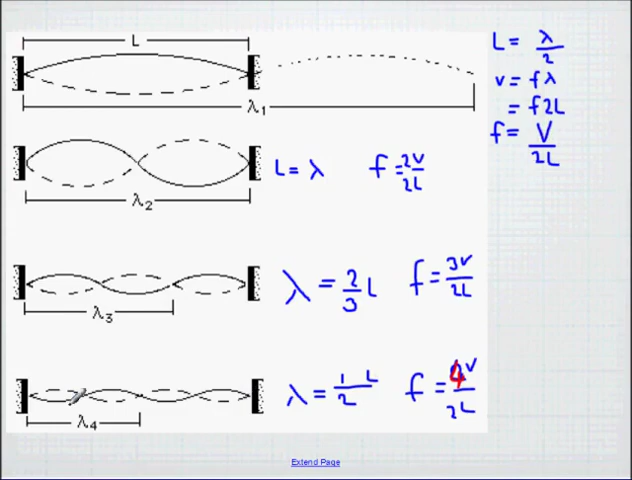 L
L = λ/2
v = fλ
= f2L
f = V/2L
λ1
L = λ f = 2V/2L
λ2
λ = 2/3 L f = 3V/2L
λ3
λ = 1/2 L f = 4V/2L
λ4
Extend Page